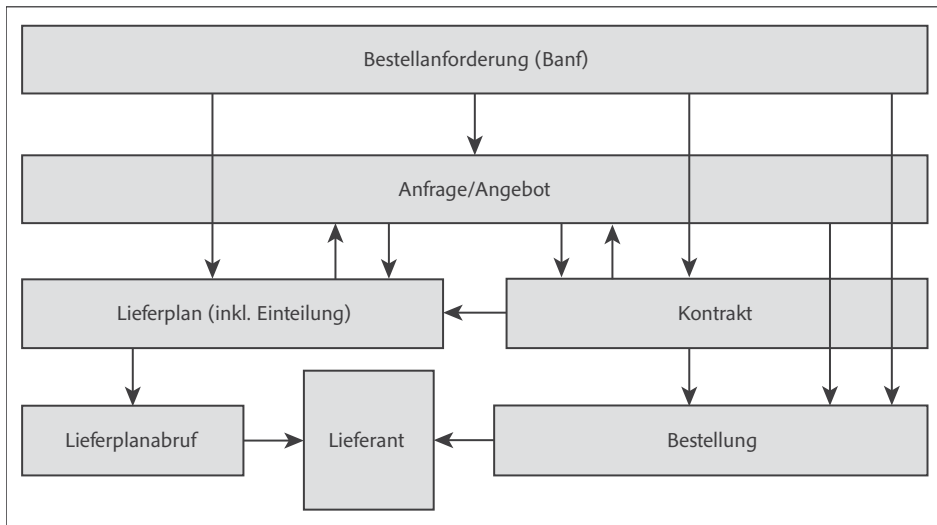 Bestellanforderung (Banf)
Anfrage/Angebot
Lieferplan (inkl. Einteilung)
Kontrakt
Lieferplanabruf
Lieferant
Bestellung